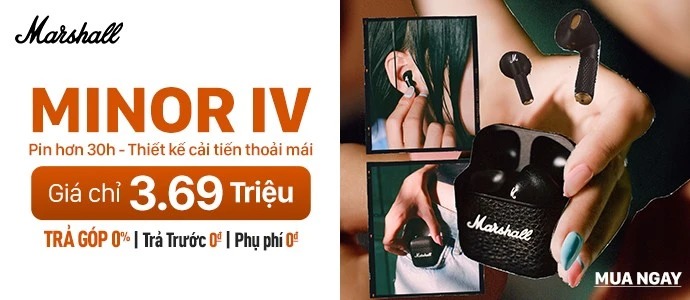 Marshall
MINOR IV
Pin hơn 30h - Thiết kế cải tiến thoải mái
Giá chỉ 3.69 Triệu
TRẢ GÓP 0% | Trả Trước 0đ | Phụ phí 0đ
Marshall
MUA NGAY